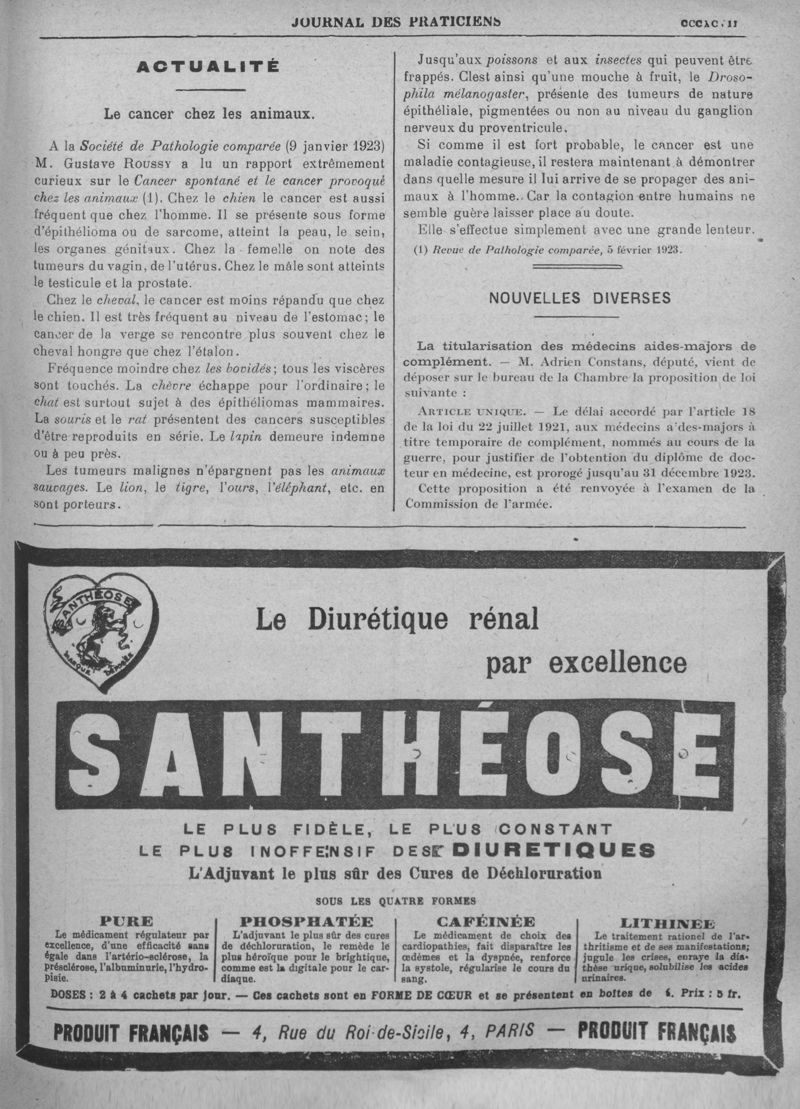 JOURNAL DES PRATICIENS
ACTUALITÉ
Le cancer chez les animaux.
A la Société de Pathologie comparée (9 janvier 1923)
M. Gustave Roussy a lu un rapport extrêmement
curieux sur le Cancer spontané et le cancer provoqué
chez les animaux (1). Chez le chien le cancer est aussi
fréquent que chez l'homme. Il se présente sous forme
d'épithélioma ou de sarcome, atteint la peau, le sein,
les organes génitaux. Chez la femelle on note des
tumeurs du vagin, de l'utérus. Chez le mâle sont atteints
le testicule et la prostate.
Chez le cheval, le cancer est moins répandu que chez
le chien. Il est très fréquent au niveau de l'estomac; le
cancer de la verge se rencontre plus souvent chez le
cheval hongre que chez l'étalon.
Fréquence moindre chez les bovidés; tous les viscères
sont touchés. La chèvre échappe pour l'ordinaire; le
chat est surtout sujet à des épithéliomas mammaires.
La souris et le rat présentent des cancers susceptibles
d'être reproduits en série. Le lapin demeure indemne
ou à peu près.
Les tumeurs malignes n'épargnent pas les animaux
sauvages. Le lion, le tigre, l'ours, l'éléphant, etc. en
sont porteurs.
Jusqu'aux poissons et aux insectes qui peuvent être
frappés. Clest ainsi qu'une mouche à fruit, le Droso-
phila mélanogaster, présente des tumeurs de nature
épithéliale, pigmentées ou non au niveau du ganglion
nerveux du proventricule.
Si comme il est fort probable, le cancer est une
maladie contagieuse, il restera maintenant à démontrer
dans quelle mesure il lui arrive de se propager des ani-
maux à l'homme. Car la contagion entre humains ne
semble guère laisser place au doute.
Elle s'effectue simplement avec une grande lenteur.
(1) Revue de Pathologie comparée, 5 février 1923.
NOUVELLES DIVERSES
La titularisation des médecins aides-majors de
complément. — M. Adrien Constans, député, vient de
déposer sur le bureau de la Chambre la proposition de loi
suivante :
Article unique. — Le délai accordé par l'article 18
de la loi du 22 juillet 1921, aux médecins a'des-majors à
titre temporaire de complément, nommés au cours de la
guerre, pour justifier de l'obtention du diplôme de doc-
teur en médecine, est prorogé jusqu'au 31 décembre 1923.
Cette proposition a été renvoyée à l'examen de la
Commission de l'armée.
SANTHÉOSE
MARQUE DÉPOSÉE
Le Diurétique rénal
par excellence
SANTHÉOSE
LE PLUS FIDÈLE, LE PLUS CONSTANT
LE PLUS INOFFENSIF DES DIURETIQUES
L'Adjuvant le plus sûr des Cures de Déchloruration
SOUS LES QUATRE FORMES
PURE
Le médicament régulateur par
excellence, d'une efficacité sans
égale dans l'artério-sclérose, la
présclérose, l'albuminurie, l'hydro-
pisie.
PHOSPHATÉE
L'adjuvant le plus sûr des cures
de déchloruration, le remède le
plus héroïque pour le brightique,
comme est la digitale pour le car-
diaque.
CAFÉINÉE
Le médicament de choix des
cardiopathies, fait disparaître les
œdèmes et la dyspnée, renforce
la systole, régularise le cours du
sang.
LITHINEE
Le traitement rationel de l'ar-
thritisme et de ses manifestations;
jugule les crises, enraye la dia-
thèse urique, solubilise les acides
urinaires.
DOSES : 2 à 4 cachets par jour. — Ces cachets sont en FORME DE CŒUR et se présentent en boîtes de Prix : 5 fr.
PRODUIT FRANÇAIS — 4, Rue du Roi-de-Sicile, 4, PARIS — PRODUIT FRANÇAIS